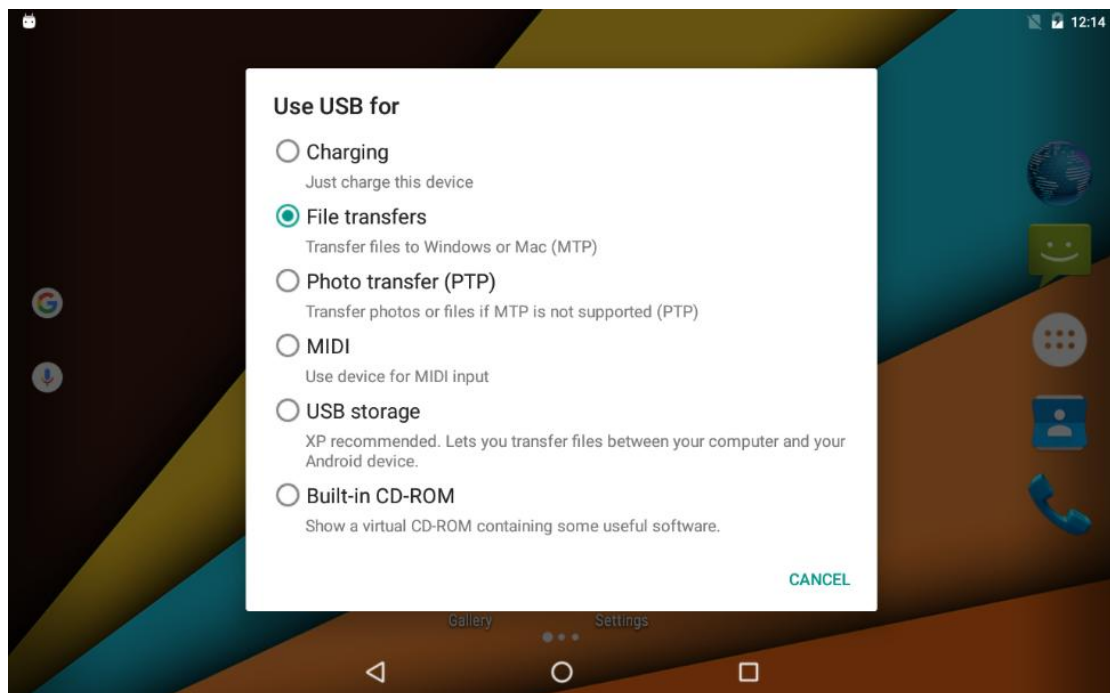 12:14
Use USB for
Charging
Just charge this device
File transfers
Transfer files to Windows or Mac (MTP)
Photo transfer (PTP)
Transfer photos or files if MTP is not supported (PTP)
MIDI
Use device for MIDI input
USB storage
XP recommended. Lets you transfer files between your computer and your
Android device.
Built-in CD-ROM
Show a virtual CD-ROM containing some useful software.
CANCEL
Gallery Settings